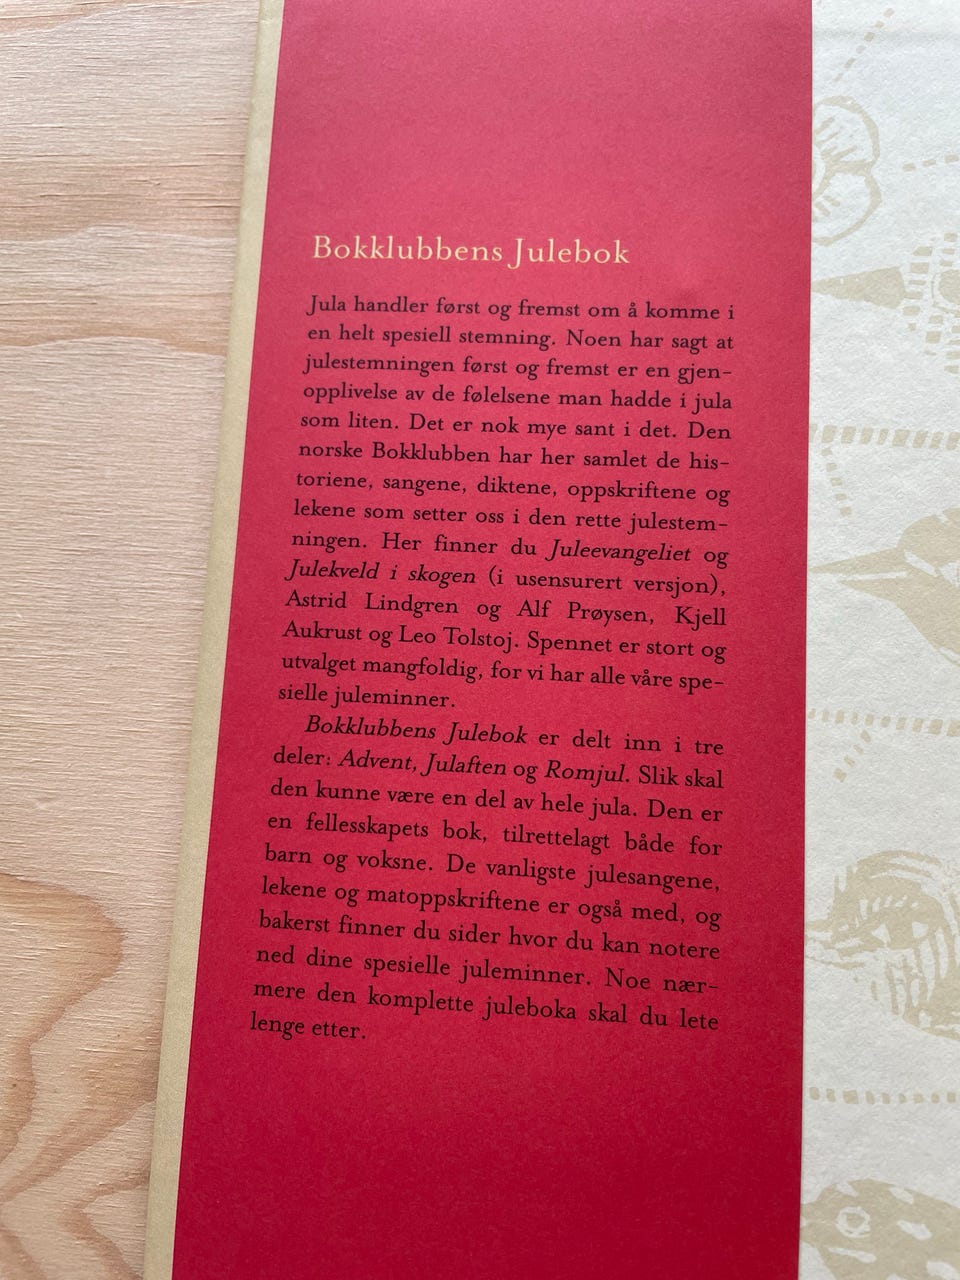 Bokklubbens Julebok
Jula handler først og fremst om å komme i
en helt spesiell stemning. Noen har sagt at
julestemningen først og fremst er en gjen-
opplivelse av de følelsene man hadde i jula
som liten. Det er nok mye sant i det. Den
norske Bokklubben har her samlet de his-
toriene, sangene, diktene, oppskriftene og
lekene som setter oss i den rette julestem-
ningen. Her finner du Juleevangeliet og
Julekveld i skogen (i usensurert versjon),
Astrid Lindgren og Alf Prøysen, Kjell
Aukrust og Leo Tolstoj. Spennet er stort og
utvalget mangfoldig, for vi har alle våre spe-
sielle juleminner.
Bokklubbens Julebok er delt inn i tre
deler: Advent, Julaften og Romjul. Slik skal
den kunne være en del av hele jula. Den er
en fellesskapets bok, tilrettelagt både for
barn og voksne. De vanligste julesangene,
lekene og matoppskriftene er også med, og
bakerst finner du sider hvor du kan notere
ned dine spesielle juleminner. Noe nær-
mere den komplette juleboka skal du lete
lenge etter.